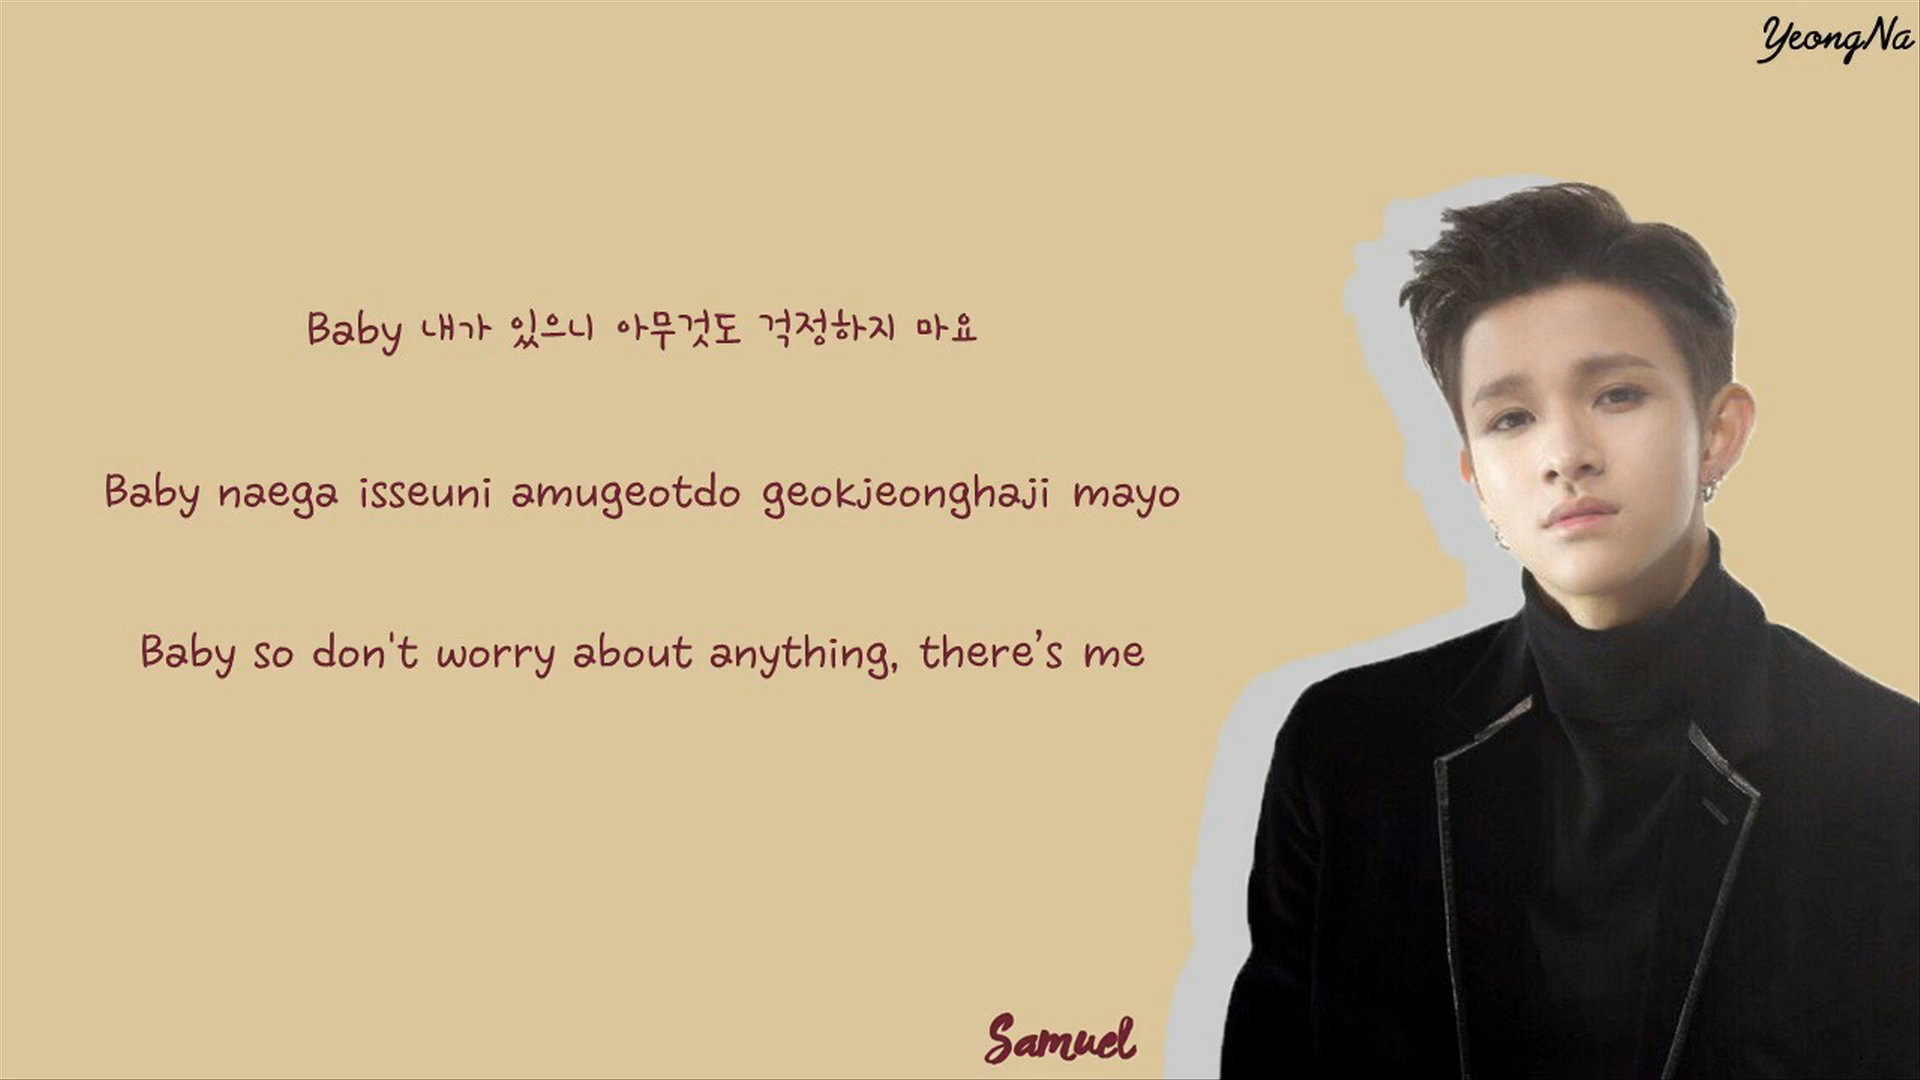 YeongNa
Baby 내가 있으니 아무것도 걱정하지 마요
Baby naega isseuni amugeotdo geokjeonghaji mayo
Baby so don't worry about anything, there’s me
Samuel